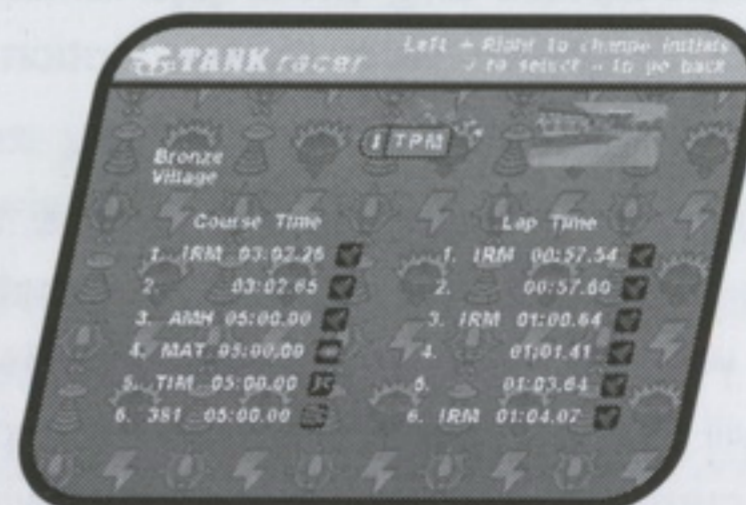 TANK racer
Left + Right to change initials
to select to go back
TPM
Bronze
Village
Course Time
1. IRM 03:02.26
2. 03:02.65
3. AMH 05:00.00
4. MAT 05:00.00
5. TIM 05:00.00
6. 381 05:00.00
Lap Time
1. IRM 00:57.54
2. 00:57.60
3. IRM 01:00.64
4. 01:01.41
5. 01:03.64
6. IRM 01:04.07